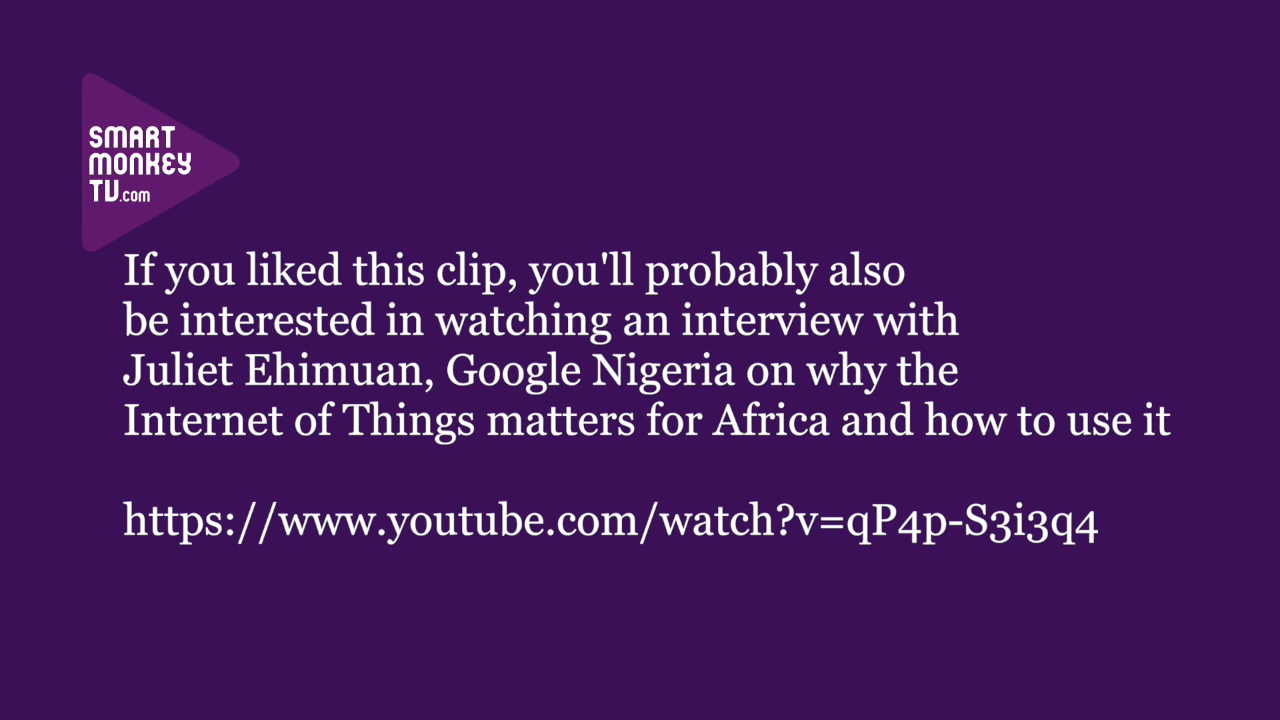 SMART
MONKEY
TV.com
If you liked this clip, you'll probably also
be interested in watching an interview with
Juliet Ehimuan, Google Nigeria on why the
Internet of Things matters for Africa and how to use it
https://www.youtube.com/watch?v=qP4p-S3i3q4